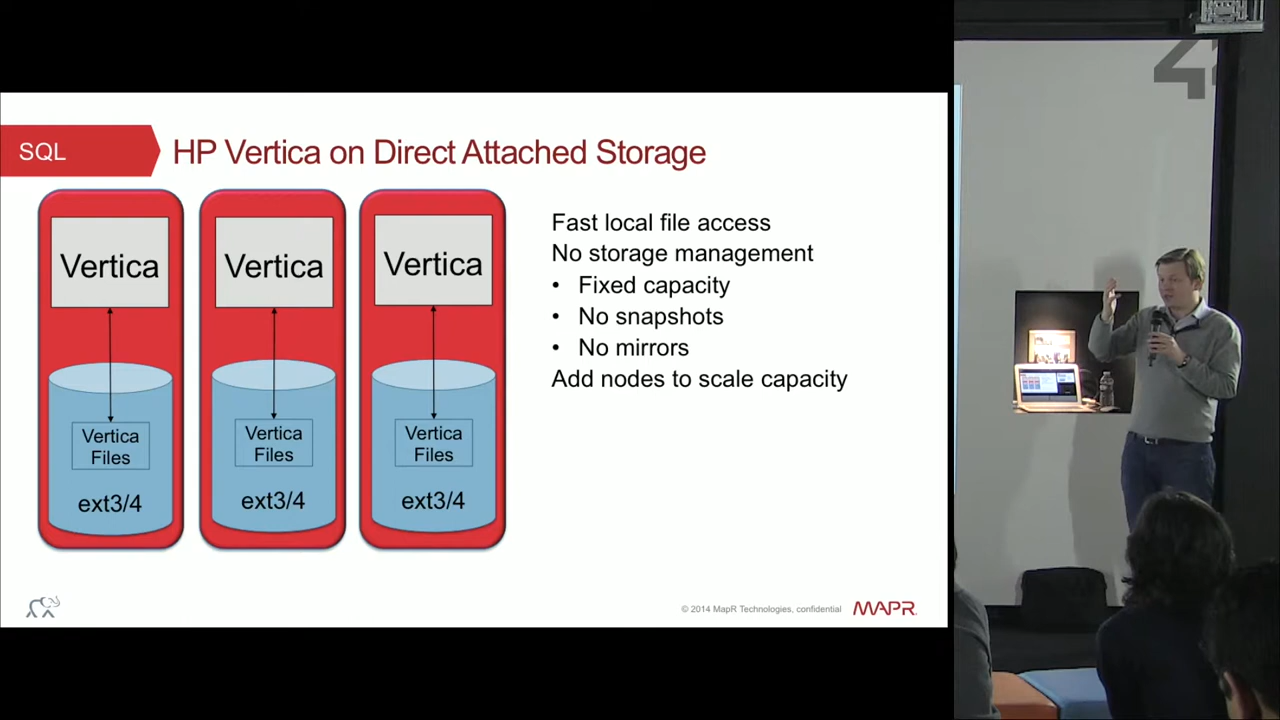 SQL
HP Vertica on Direct Attached Storage
Vertica
Vertica
Vertica
Vertica
Files
ext3/4
Vertica
Files
ext3/4
Vertica
Files
ext3/4
Fast local file access
No storage management
• Fixed capacity
• No snapshots
• No mirrors
Add nodes to scale capacity
© 2014 MapR Technologies, confidential
MAPR
42